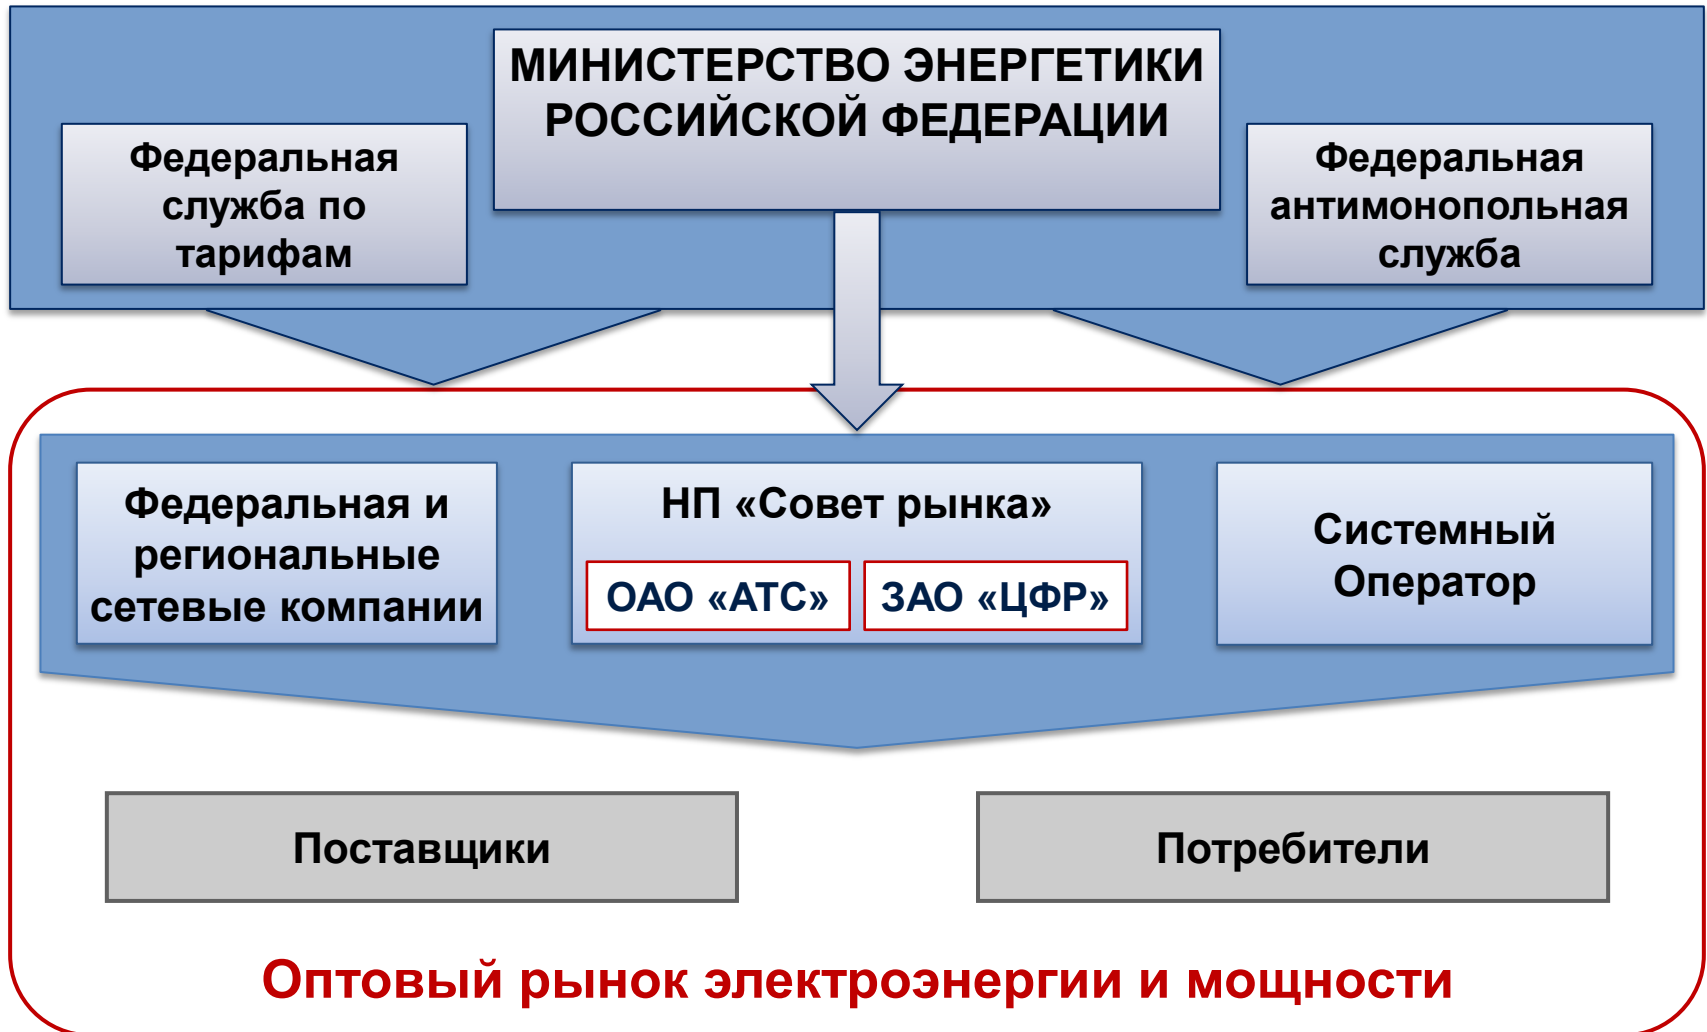 МИНИСТЕРСТВО ЭНЕРГЕТИКИ
РОССИЙСКОЙ ФЕДЕРАЦИИ
Федеральная
служба по
тарифам
Федеральная
антимонопольная
служба
Федеральная и
региональные
сетевые компании
НП «Совет рынка»
ОАО «АТС»
ЗАО «ЦФР»
Системный
Оператор
Поставщики
Потребители
Оптовый рынок электроэнергии и мощности